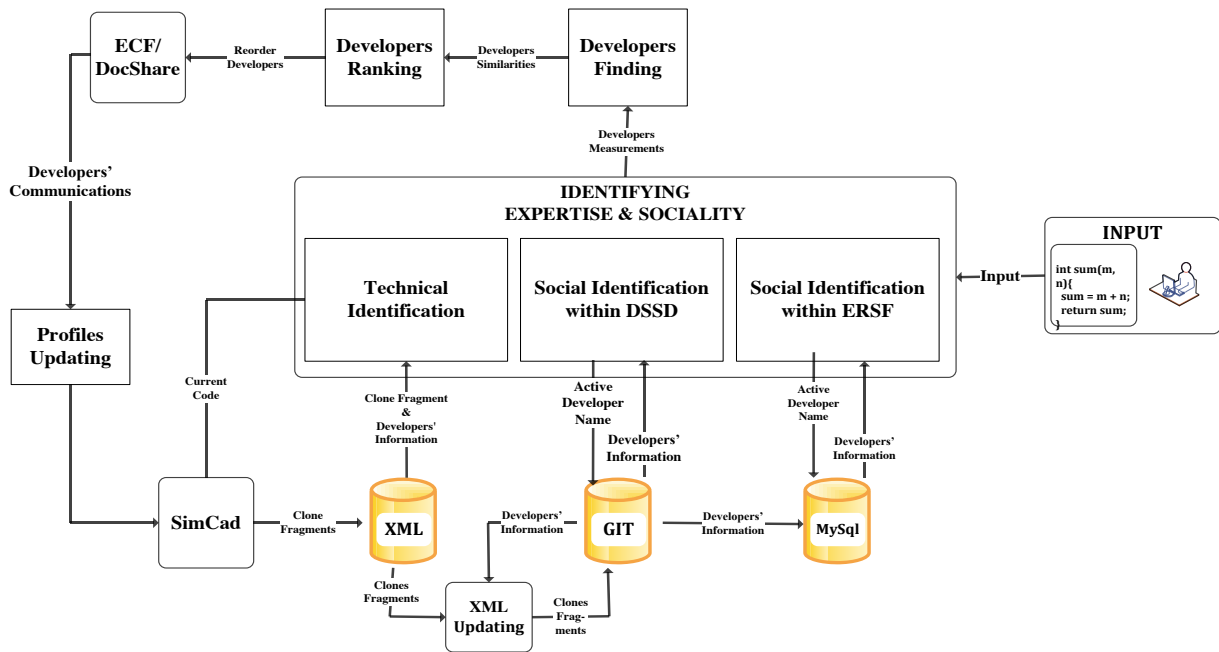 ECF/
DocShare
Reorder
Developers
Developers
Ranking
Developers
Similarities
Developers
Finding
Developers
Measurements
Developers’
Communications
IDENTIFYING
EXPERTISE & SOCIALITY
Technical
Identification
Social Identification
within DSSD
Social Identification
within ERSF
Input
INPUT
int sum(m,
n){
sum = m + n;
return sum;
}
Profiles
Updating
Current
Code
Clone Fragment
&
Developers'
Information
Active
Developer
Name
Developers’
Information
Active
Developer
Name
Developers’
Information
SimCad
Clone
Fragments
XML
Developers’
Information
GIT
Developers’
Information
MySql
Clones
Fragments
XML
Updating
Clones
Frag-
ments